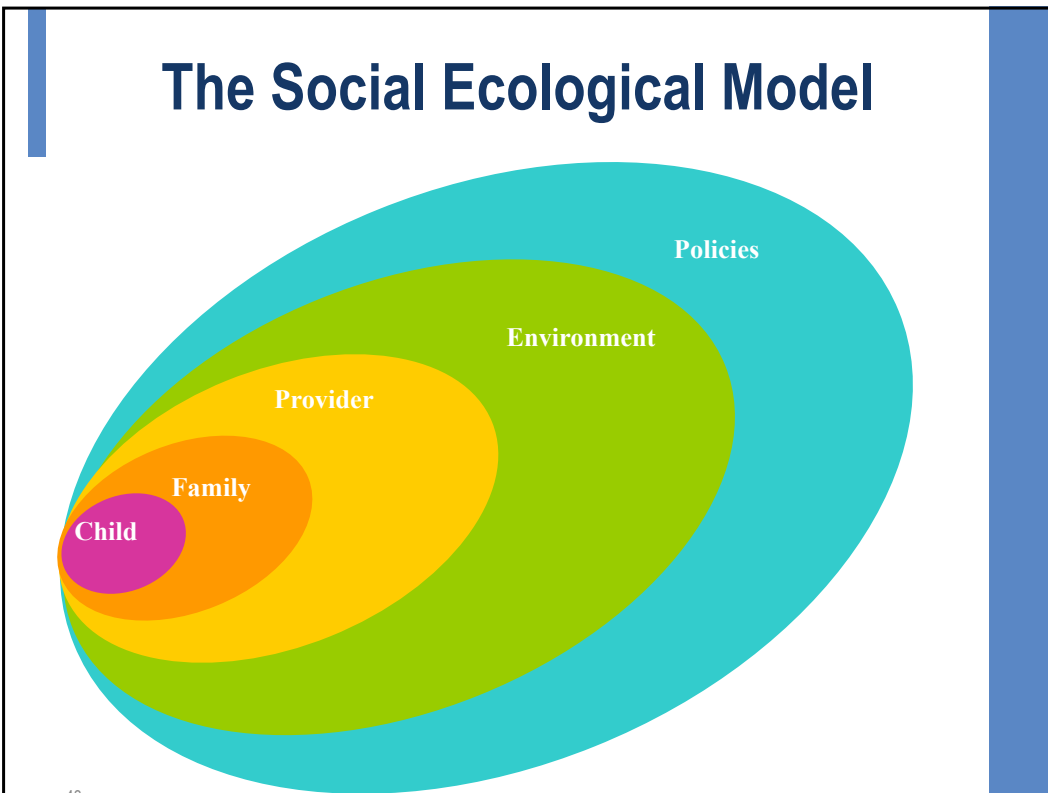 The Social Ecological Model
Policies
Environment
Provider
Family
Child